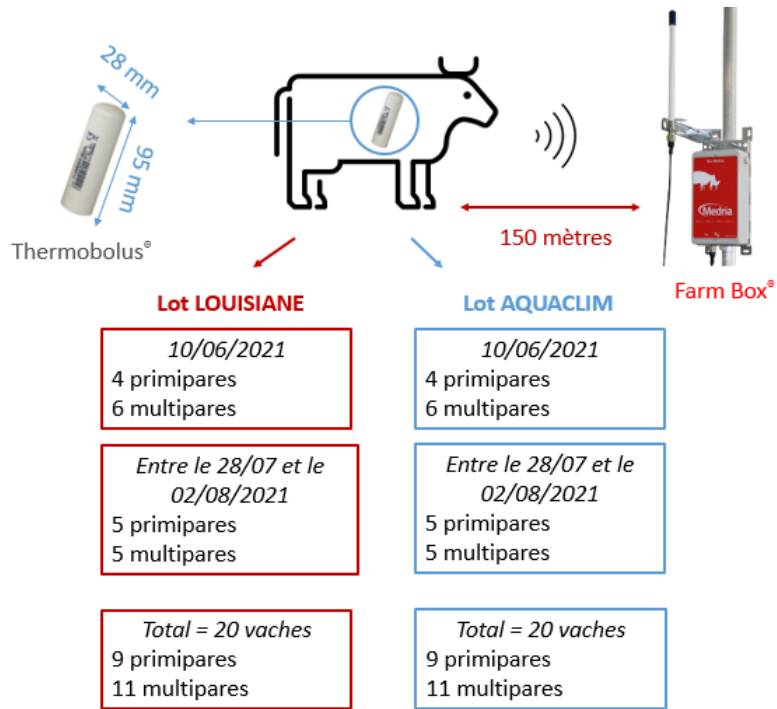 28 mm
95 mm
Thermobolus®
150 mètres
Medria
Farm Box®
Lot LOUISIANE
10/06/2021
4 primipares
6 multipares
Entre le 28/07 et le
02/08/2021
5 primipares
5 multipares
Total = 20 vaches
9 primipares
11 multipares
Lot AQUACLIM
10/06/2021
4 primipares
6 multipares
Entre le 28/07 et le
02/08/2021
5 primipares
5 multipares
Total = 20 vaches
9 primipares
11 multipares